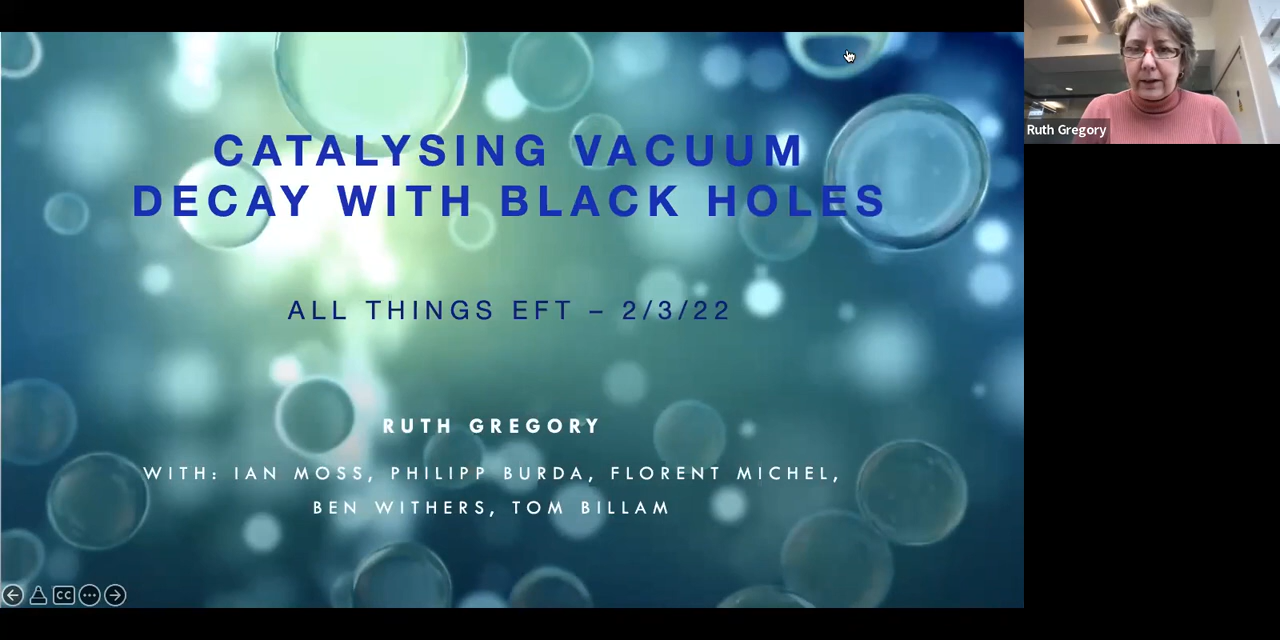 CATALYSING VACUUM
DECAY WITH BLACK HOLES
ALL THINGS EFT – 2/3/22
RUTH GREGORY
WITH: IAN MOSS, PHILIPP BURDA, FLORENT MICHEL,
BEN WITHERS, TOM BILLAM
CC
Ruth Gregory